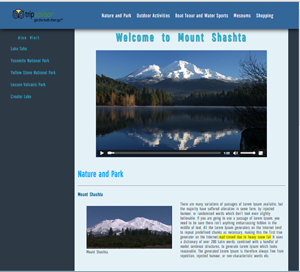 trip
Nature and Park Outdoor Activities Boat Tour and Water Sports Museums Shopping
Also Visit
Lake Tahoe
Yosemite National Park
Yellow Stone National Park
Lassen Volcanic Park
Crater Lake
Welcome to Mount Shashta
Nature and Park
Mount Shashta
There are many variations of passages of Lorem Ipsum available, but
the majority have suffered alteration in some form, by injected
humour, or randomised words which don't look even slightly
believable. If you are going to use a passage of Lorem Ipsum, you
need to be sure there isn't anything embarrassing hidden in the
middle of text. All the Lorem Ipsum generators on the Internet tend
to repeat predefined chunks as necessary, making this the first true
generator on the Internet.
It uses
a dictionary of over 200 Latin words, combined with a handful of
model sentence structures, to generate Lorem Ipsum which looks
reasonable. The generated Lorem Ipsum is therefore always free from
repetition, injected humour, or non-characteristic words etc.
Mount Shashta